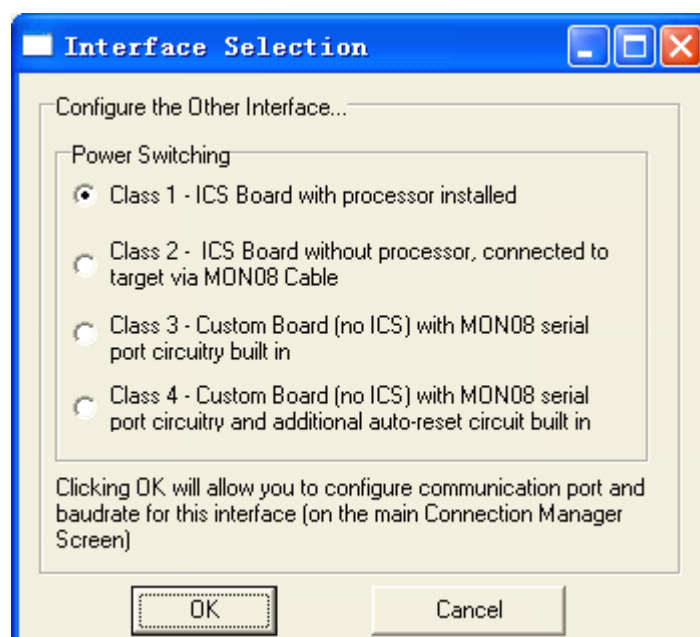 Interface Selection
Configure the Other Interface...
Power Switching
Class 1 - ICS Board with processor installed
Class 2 -  ICS Board without processor, connected to
target via MON08 Cable
Class 3 - Custom Board (no ICS) with MON08 serial
port circuitry built in
Class 4 - Custom Board (no ICS) with MON08 serial
port circuitry and additional auto-reset circuit built in
Clicking OK will allow you to configure communication port and
baudrate for this interface (on the main Connection Manager
Screen)
OK
Cancel